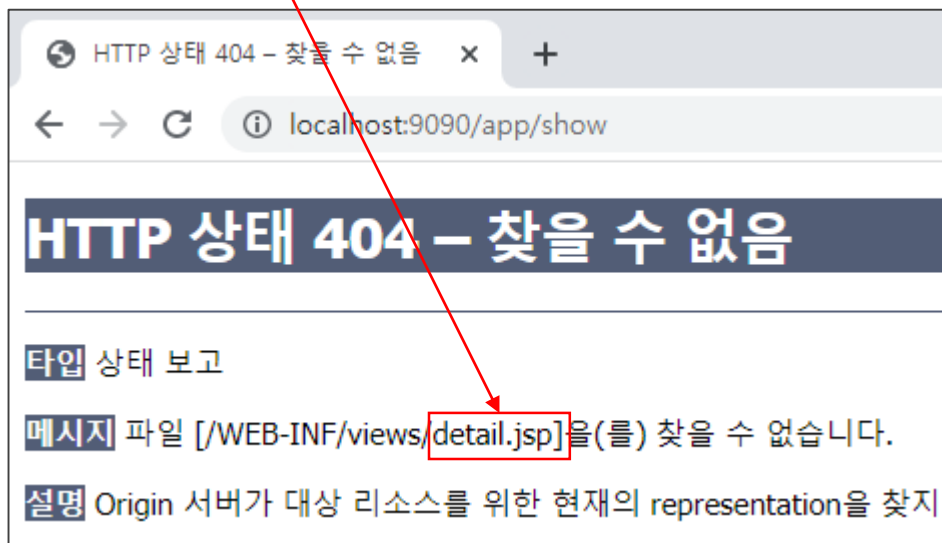 HTTP 상태 404 – 찾을 수 없음
localhost:9090/app/show
HTTP 상태 404 – 찾을 수 없음
타입 상태 보고
메시지 파일 [/WEB-INF/views/detail.jsp]을(를) 찾을 수 없습니다.
설명 Origin 서버가 대상 리소스를 위한 현재의 representation을 찾지